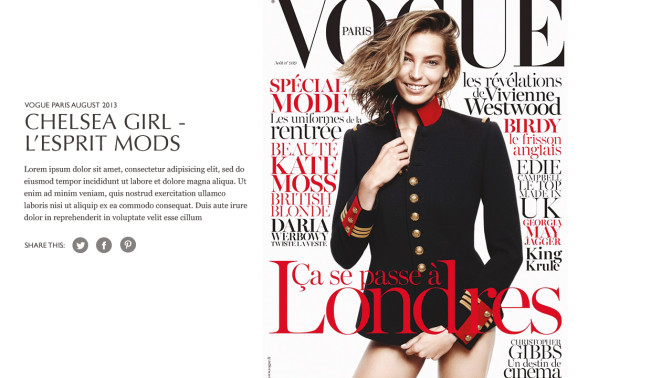 VOGUE PARIS AUGUST 2013
CHELSEA GIRL -
L'ESPRIT MODS
Lorem ipsum dolor sit amet, consectetur adipisicing elit, sed do
eiusmod tempor incididunt ut labore et dolore magna aliqua. Ut
enim ad minim veniam, quis nostrud exercitation ullamco
laboris nisi ut aliquip ex ea commodo consequat. Duis aute irure
dolor in reprehenderit in voluptate velit esse cillum
SHARE THIS:
VOGUE
PARIS
SPÉCIAL
MODE
Les uniformes de la
rentrée
BEAUTÉ
KATE
MOSS
BRITISH
BLONDE
DARIA
WERBOWY
TWISTE LA VESTE
les révélations
de Vivienne
Westwood
BIRDY
le frisson
anglais
EDIE
CAMPBELL
LE TOP
MADE IN
UK
GEORGIA
MAY
JAGGER
King
Krule
Ça se passe à
Londres
CHRISTOPHER
GIBBS
Un destin de
cinéma